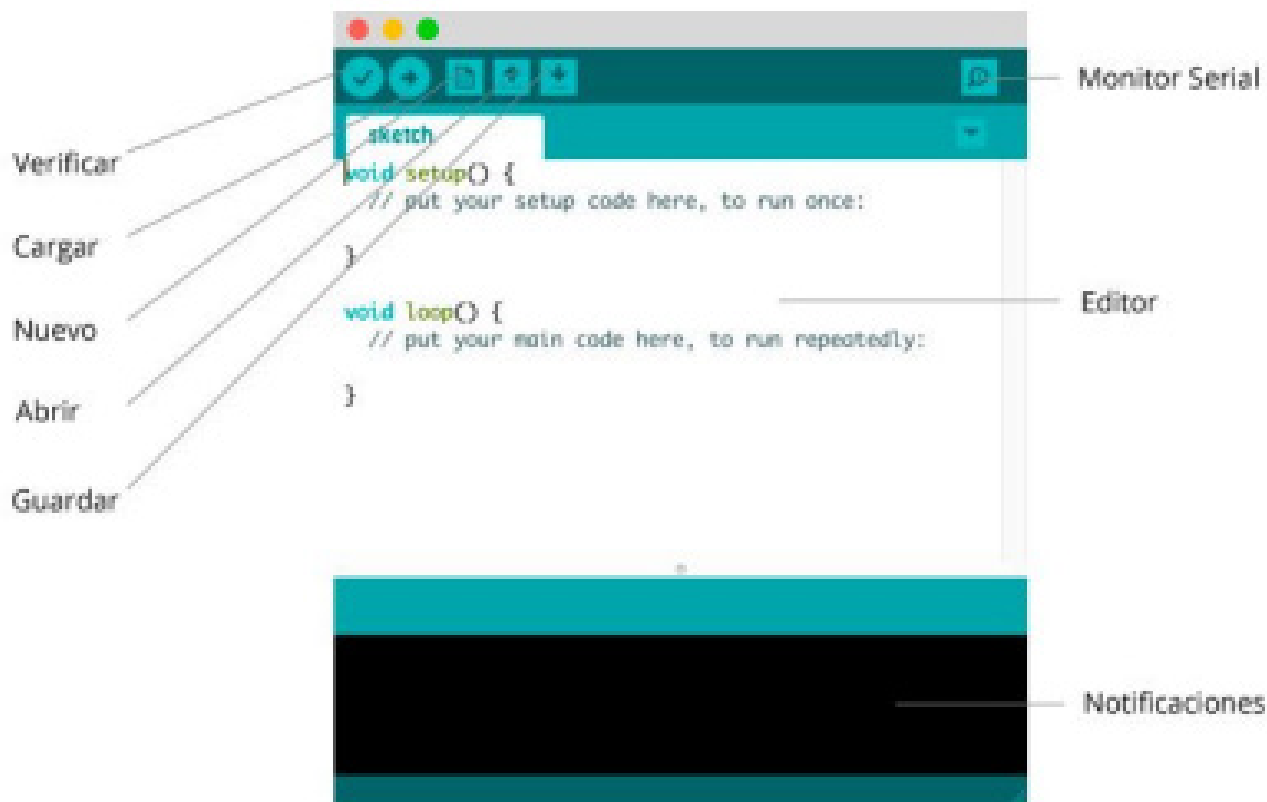 Monitor Serial
sketch
Verificar
void setup() {
// put your setup code here, to run once:
Cargar
}
Editor
void loop() {
Nuevo
// put your main code here, to run repeatedly:
}
Abrir
Guardar
Notificaciones